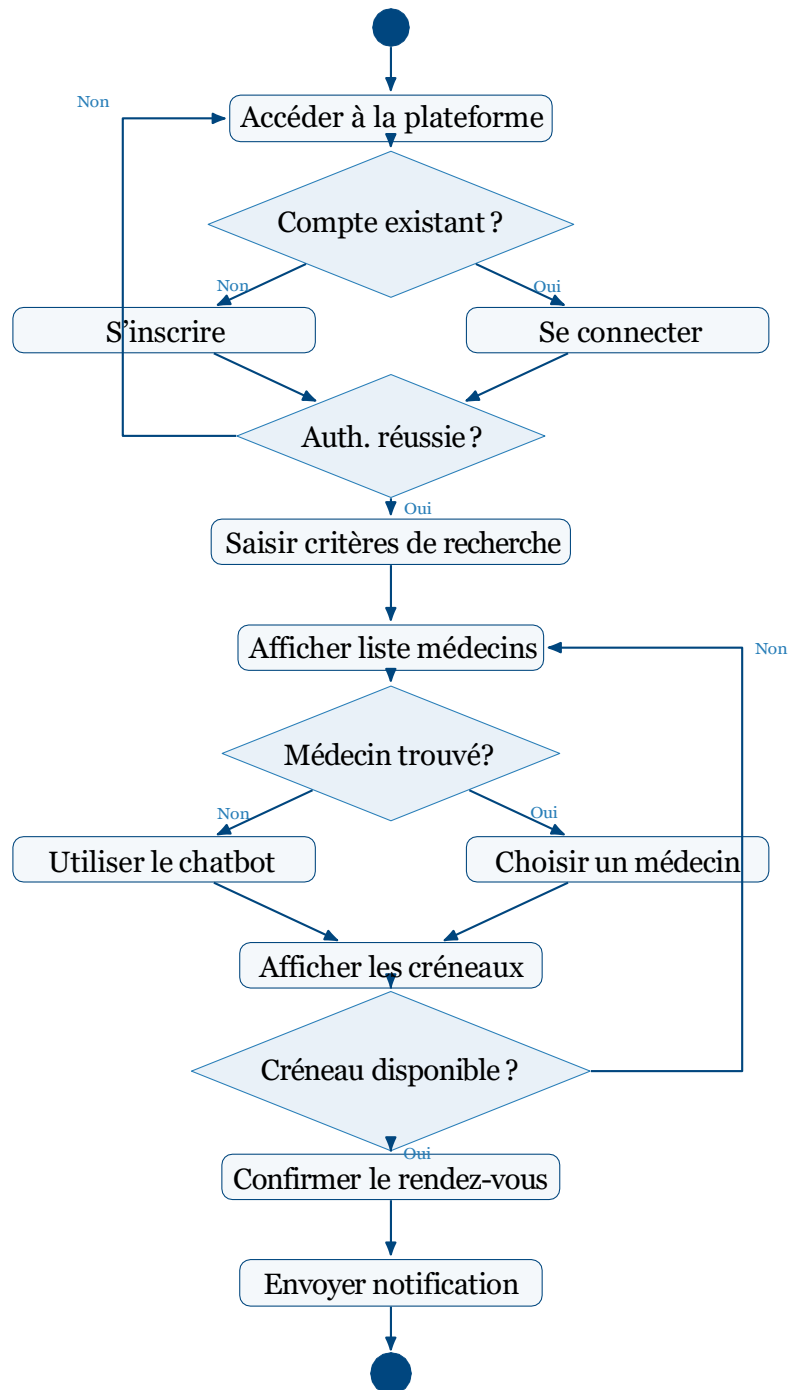 Non
Accéder à la plateforme
Compte existant ?
Non
Oui
S’inscrire
Se connecter
Auth. réussie ?
Oui
Saisir critères de recherche
Afficher liste médecins
Non
Médecin trouvé?
Non
Oui
Utiliser le chatbot
Choisir un médecin
Afficher les créneaux
Créneau disponible ?
Oui
Confirmer le rendez-vous
Envoyer notification